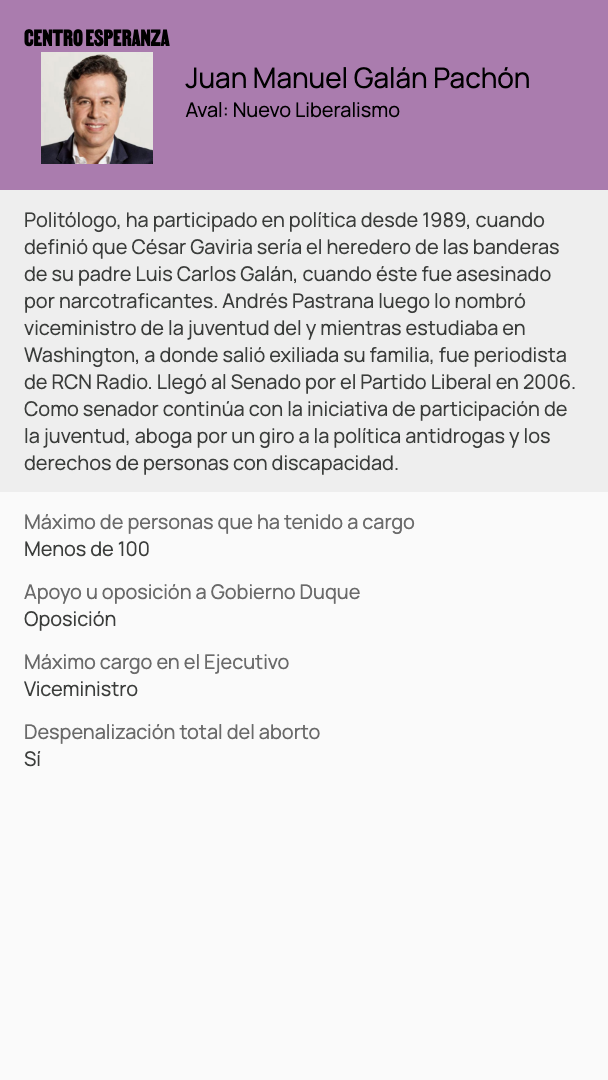 CENTRO ESPERANZA
Juan Manuel Galán Pachón
Aval: Nuevo Liberalismo
Politólogo, ha participado en política desde 1989, cuando
definió que César Gaviria sería el heredero de las banderas
de su padre Luis Carlos Galán, cuando éste fue asesinado
por narcotraficantes. Andrés Pastrana luego lo nombró
viceministro de la juventud del y mientras estudiaba en
Washington, a donde salió exiliada su familia, fue periodista
de RCN Radio. Llegó al Senado por el Partido Liberal en 2006.
Como senador continúa con la iniciativa de participación de
la juventud, aboga por un giro a la política antidrogas y los
derechos de personas con discapacidad.
Máximo de personas que ha tenido a cargo
Menos de 100
Apoyo u oposición a Gobierno Duque
Oposición
Máximo cargo en el Ejecutivo
Viceministro
Despenalización total del aborto
Sí